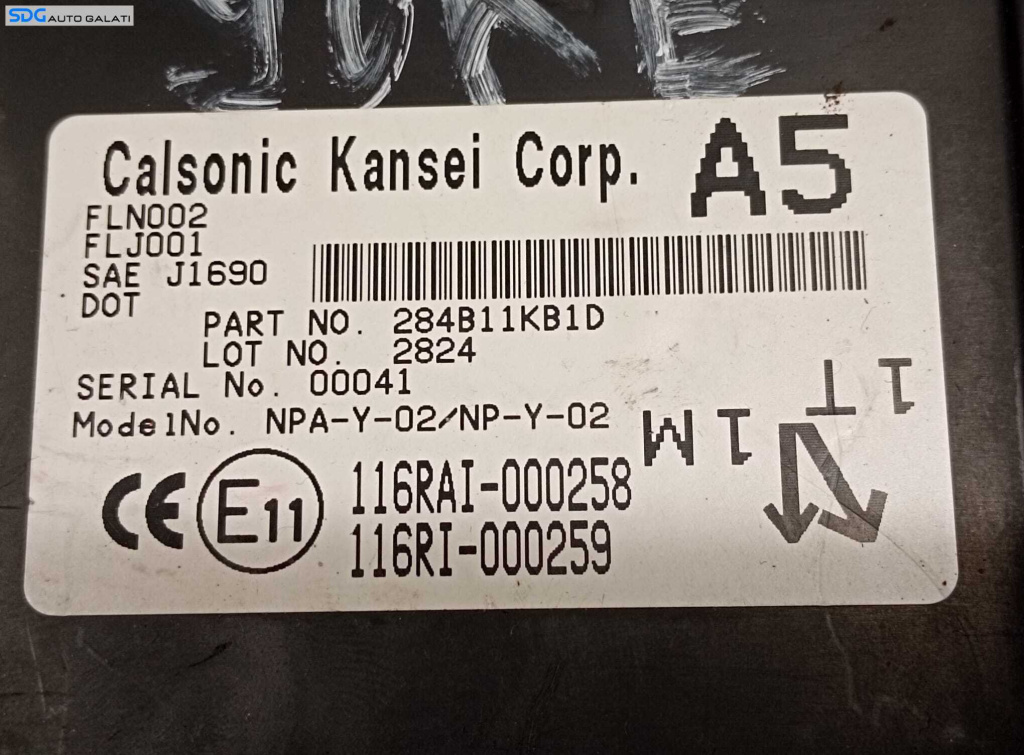 SDG AUTO GALATI
Calsonic Kansei Corp. A5
FLN002
FLJ001
SAE J1690
DOT
PART NO. 284B11KB1D
LOT NO. 2824
SERIAL No. 00041
ModelNo. NPA-Y-02/NP-Y-02
1M
1T
CE E11 116RAI-000258
116RI-000259